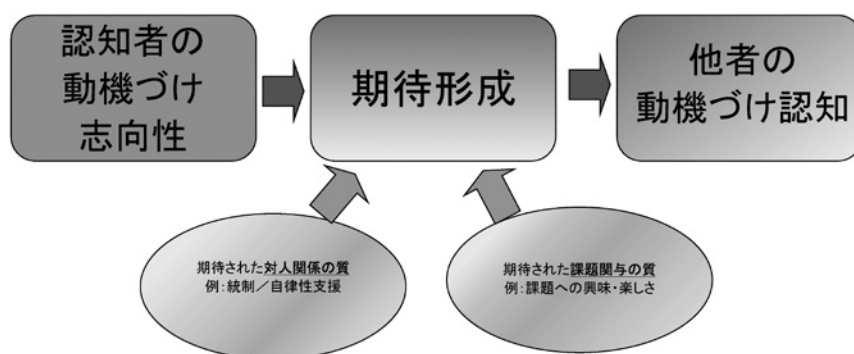 認知者の
動機づけ
志向性
期待形成
他者の
動機づけ認知
期待された対人関係の質
例：統制／自律性支援
期待された課題関与の質
例：課題への興味・楽しさ